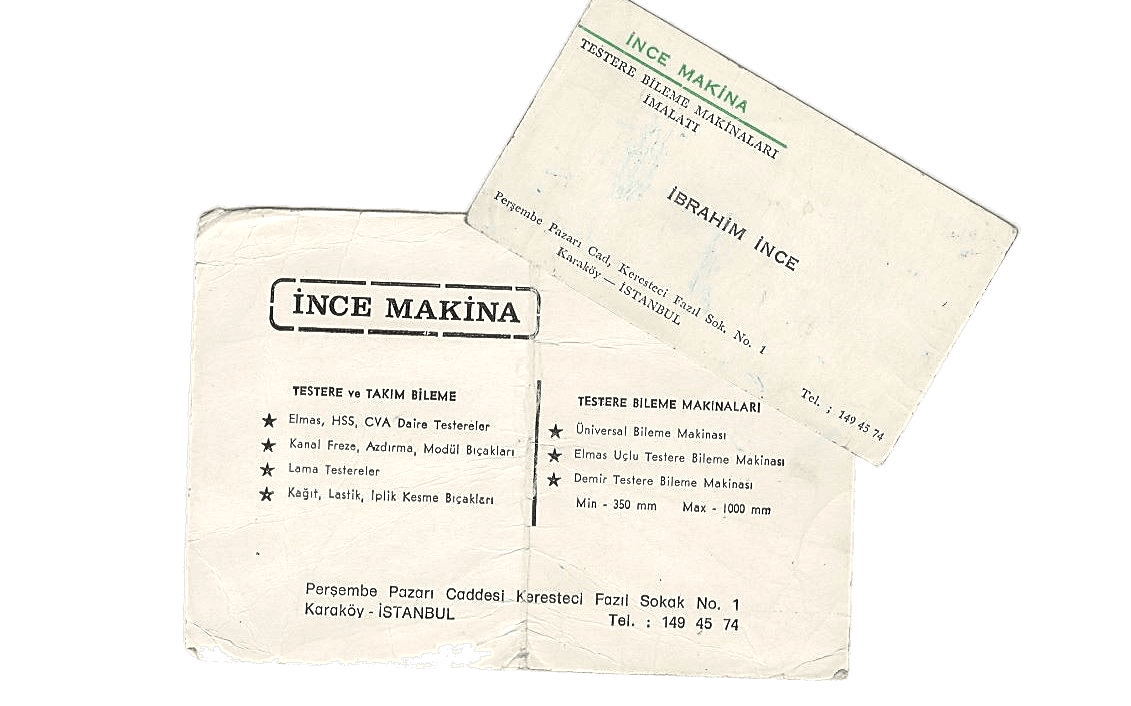 İNCE MAKİNA
TESTERE BİLEME MAKİNALARI
İMALATI
İBRAHİM İNCE
Perşembe Pazarı Cad, Keresteci Fazıl Sok. No. 1
Karaköy — İSTANBUL
Tel. : 149 45 74
İNCE MAKİNA
TESTERE ve TAKIM BİLEME
★ Elmas, HSS, CVA Daire Testereler
★ Kanal Freze, Azdırma, Modül Bıçakları
★ Lama Testereler
★ Kağıt, Lastik, İplik Kesme Bıçakları
TESTERE BİLEME MAKİNALARI
★ Üniversal Bileme Makinası
★ Elmas Uçlu Testere Bileme Makinası
★ Demir Testere Bileme Makinası
Min - 350 mm Max - 1000 mm
Perşembe Pazarı Caddesi Keresteci Fazıl Sokak No. 1
Karaköy - İSTANBUL Tel. : 149 45 74